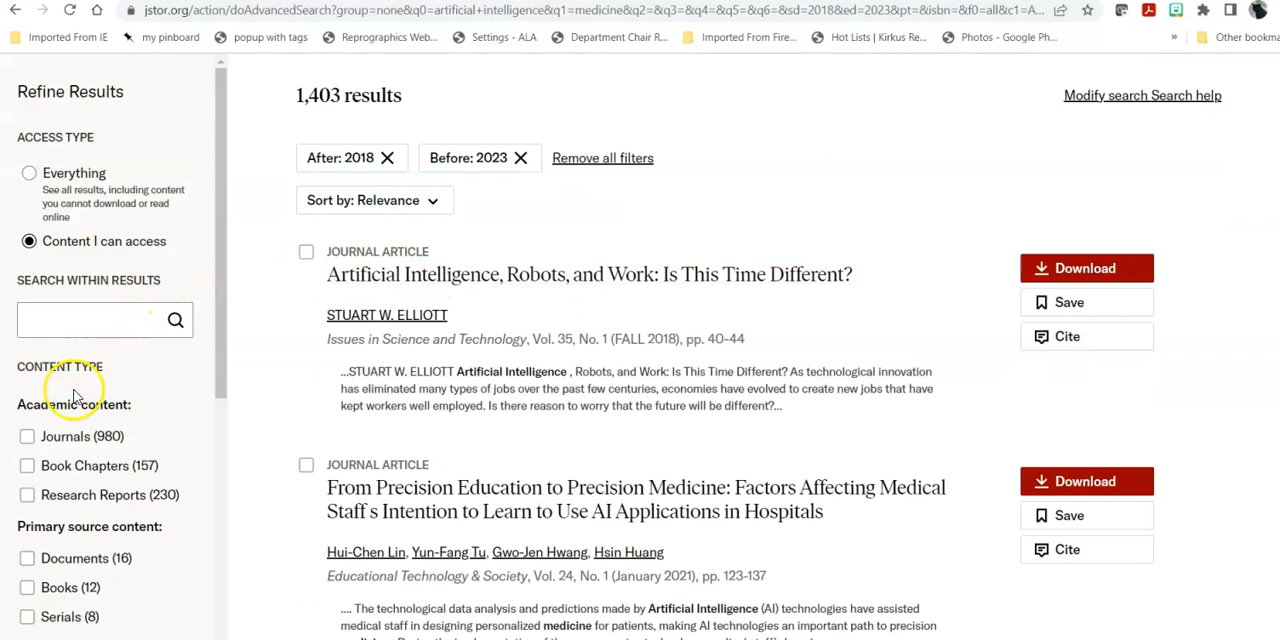 jstor.org/action/doAdvancedSearch?group=none&q0=artificial+intelligence&q1=medicine&q2=&q3=&q4=&q5=&q6=&sd=2018&ed=2023&pt=&isbn=&f0=all&c1=A...
Imported From IE my pinboard popup with tags Reprographics Web... Settings - ALA Department Chair R... Imported From Fire... Hot Lists | Kirkus Re... Photos - Google Ph... » Other bookma
Refine Results
ACCESS TYPE
Everything
See all results, including content
you cannot download or read
online
Content I can access
SEARCH WITHIN RESULTS
CONTENT TYPE
Academic content:
Journals (980)
Book Chapters (157)
Research Reports (230)
Primary source content:
Documents (16)
Books (12)
Serials (8)
1,403 results
Modify search Search help
After: 2018 Before: 2023 Remove all filters
Sort by: Relevance
JOURNAL ARTICLE
Artificial Intelligence, Robots, and Work: Is This Time Different?
STUART W. ELLIOTT
Issues in Science and Technology, Vol. 35, No. 1 (FALL 2018), pp. 40-44
...STUART W. ELLIOTT Artificial Intelligence , Robots, and Work: Is This Time Different? As technological innovation
has eliminated many types of jobs over the past few centuries, economies have evolved to create new jobs that have
kept workers well employed. Is there reason to worry that the future will be different?...
Download
Save
Cite
JOURNAL ARTICLE
From Precision Education to Precision Medicine: Factors Affecting Medical
Staff s Intention to Learn to Use AI Applications in Hospitals
Hui-Chen Lin, Yun-Fang Tu, Gwo-Jen Hwang, Hsin Huang
Educational Technology & Society, Vol. 24, No. 1 (January 2021), pp. 123-137
.... The technological data analysis and predictions made by Artificial Intelligence (AI) technologies have assisted
medical staff in designing personalized medicine for patients, making AI technologies an important path to precision
Download
Save
Cite